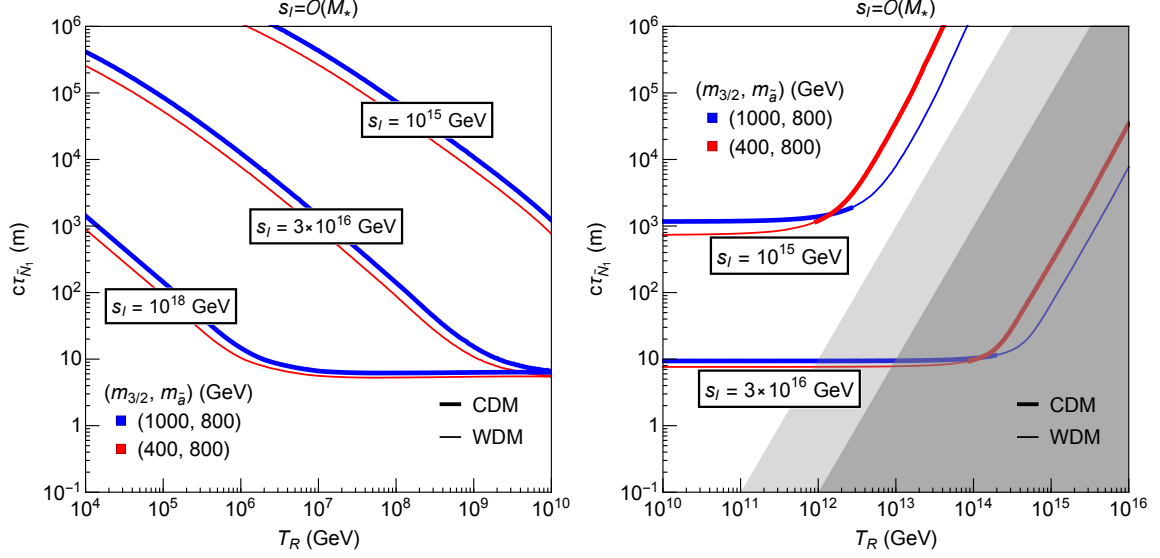 s_I=O(M_*)
10^6
10^5
10^4
10^3
10^2
10
1
10^-1
cτ_Ñ1 (m)
s_I = 10^15 GeV
s_I = 3×10^16 GeV
s_I = 10^18 GeV
(m_3/2, m_ã) (GeV)
(1000, 800)
(400, 800)
CDM
WDM
10^4 10^5 10^6 10^7 10^8 10^9 10^10
T_R (GeV)
s_I=O(M_*)
10^6
10^5
10^4
10^3
10^2
10
1
10^-1
cτ_Ñ1 (m)
(m_3/2, m_ã) (GeV)
(1000, 800)
(400, 800)
s_I = 10^15 GeV
s_I = 3×10^16 GeV
CDM
WDM
10^10 10^11 10^12 10^13 10^14 10^15 10^16
T_R (GeV)